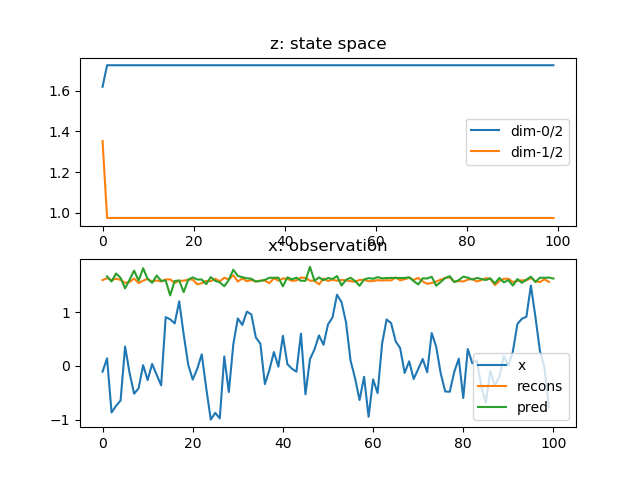 z: state space
1.6
1.4
1.2
1.0
dim-0/2
dim-1/2
0 20 40 60 80 100
x: observation
1
0
−1
x
recons
pred
0 20 40 60 80 100